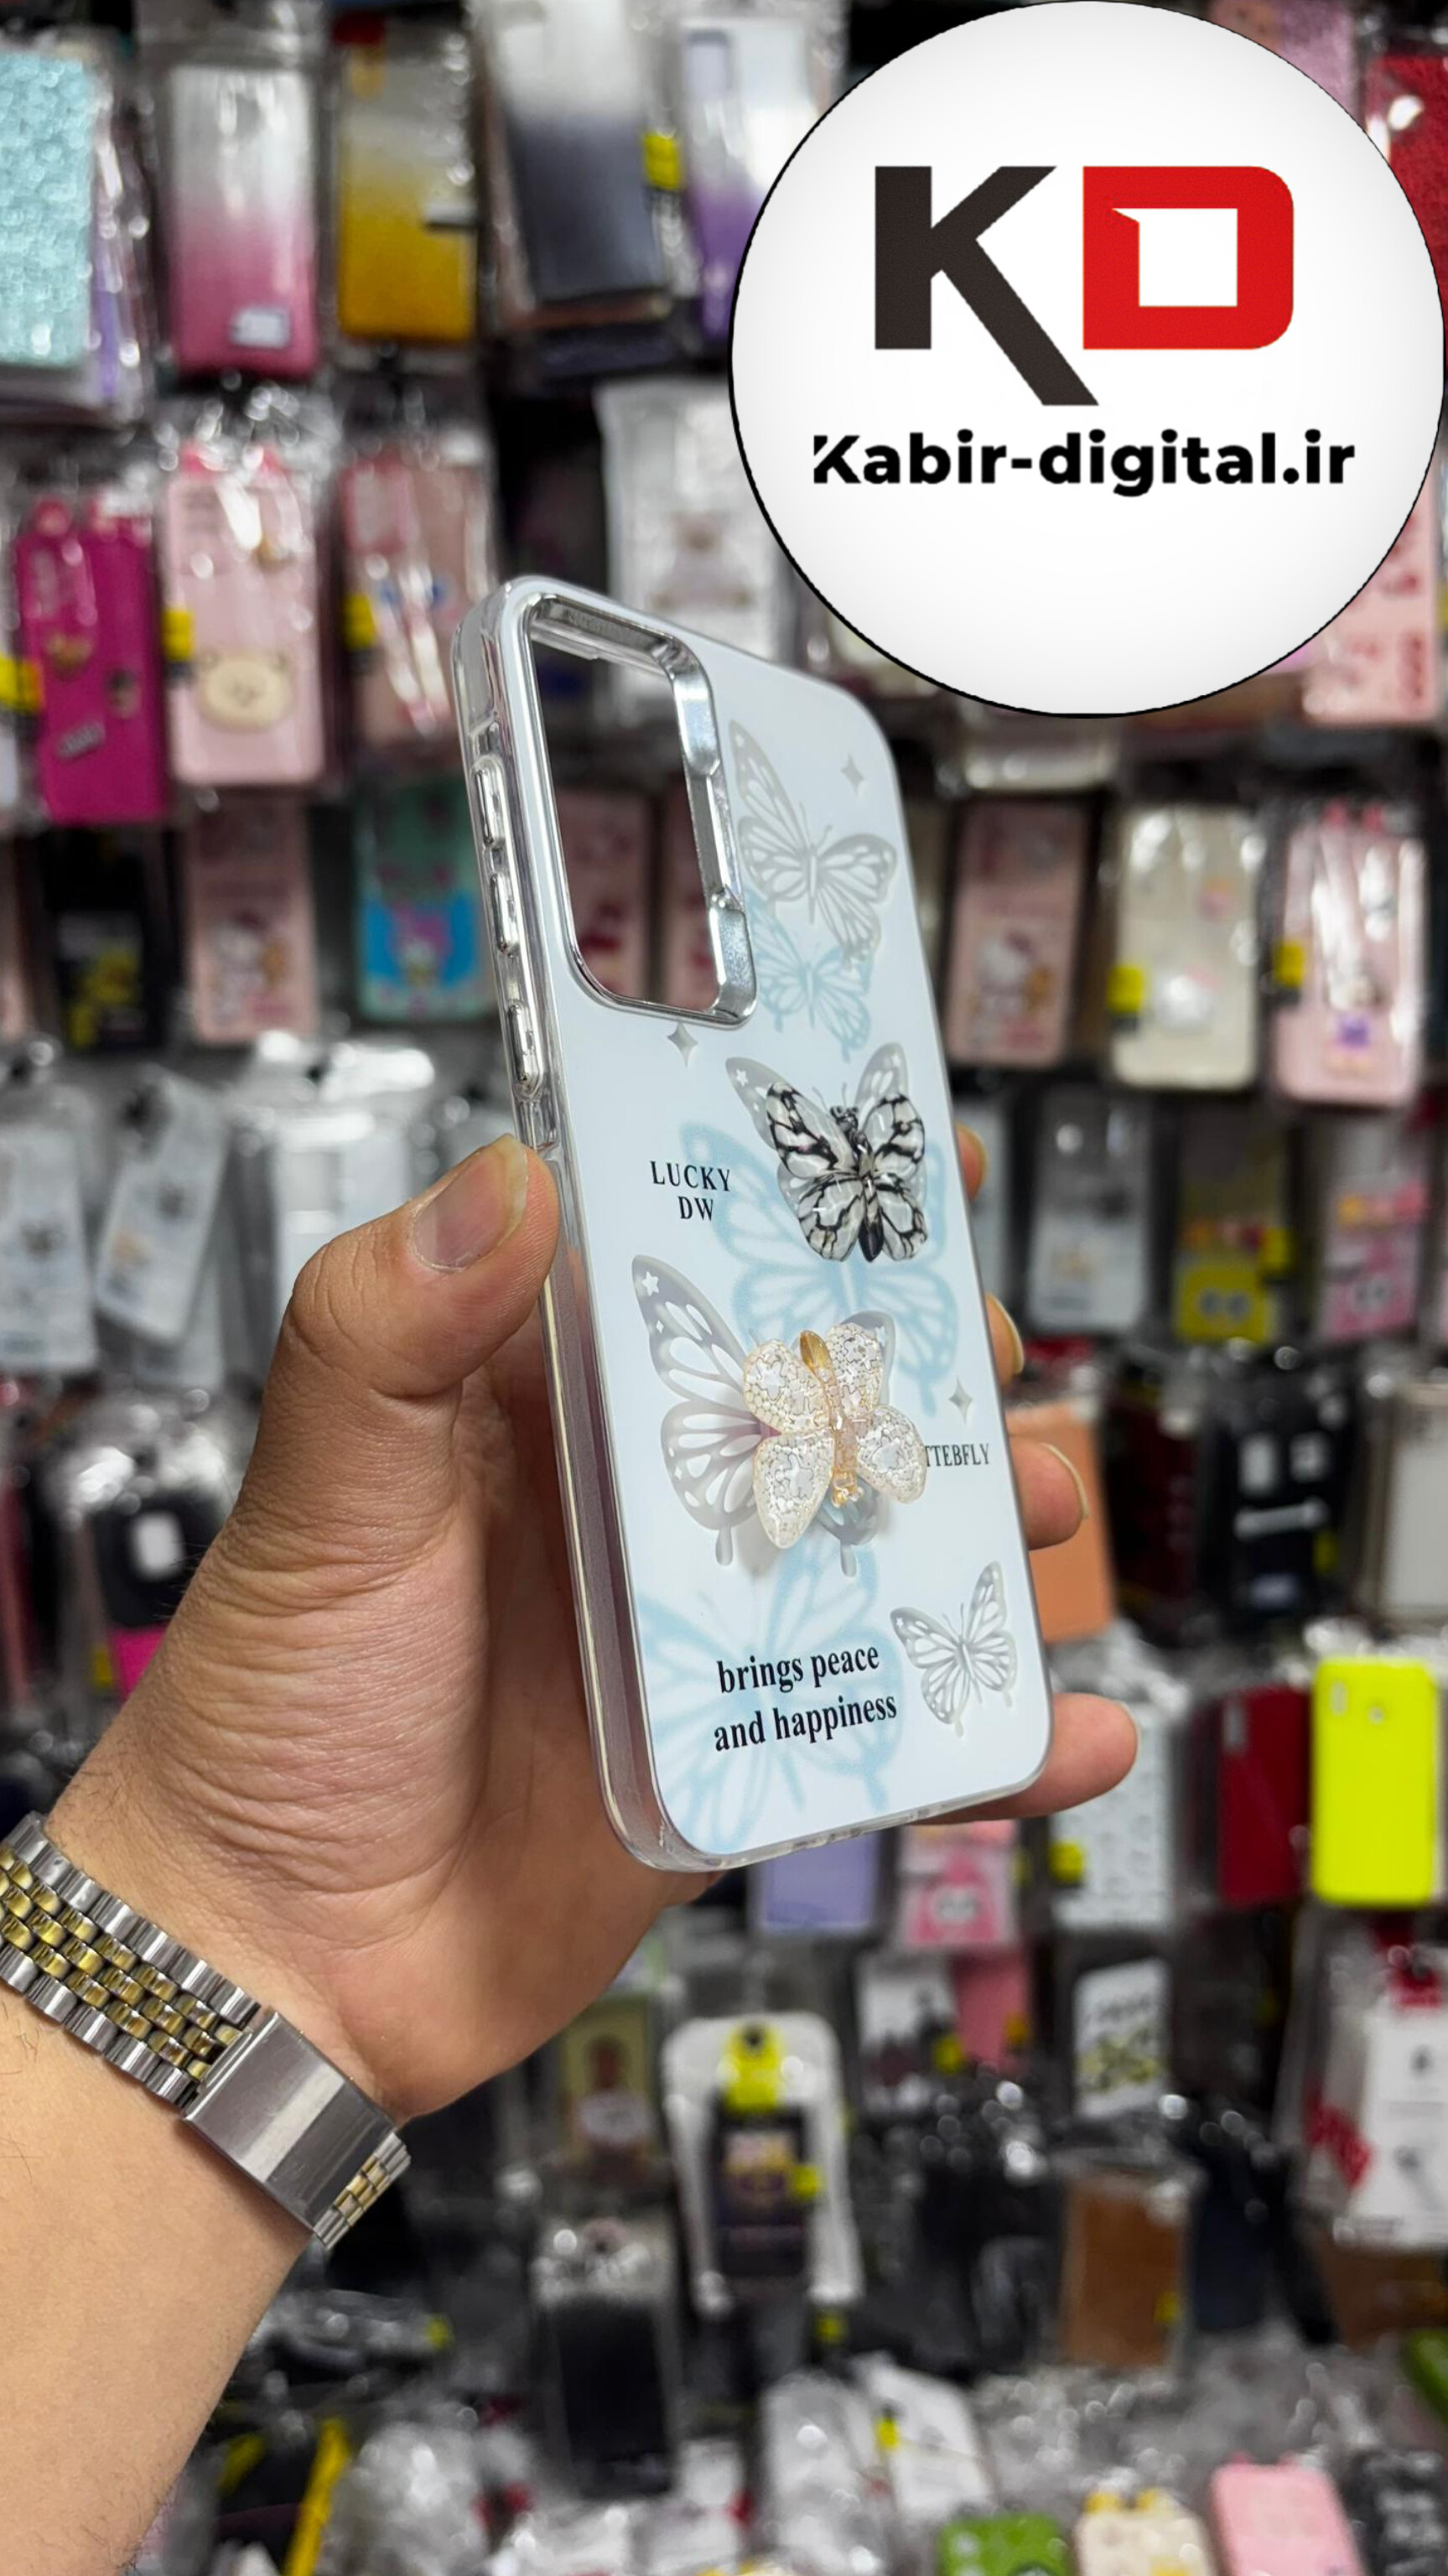 KD
Kabir-digital.ir
LUCKY
DW
TTEBFLY
brings peace
and happiness